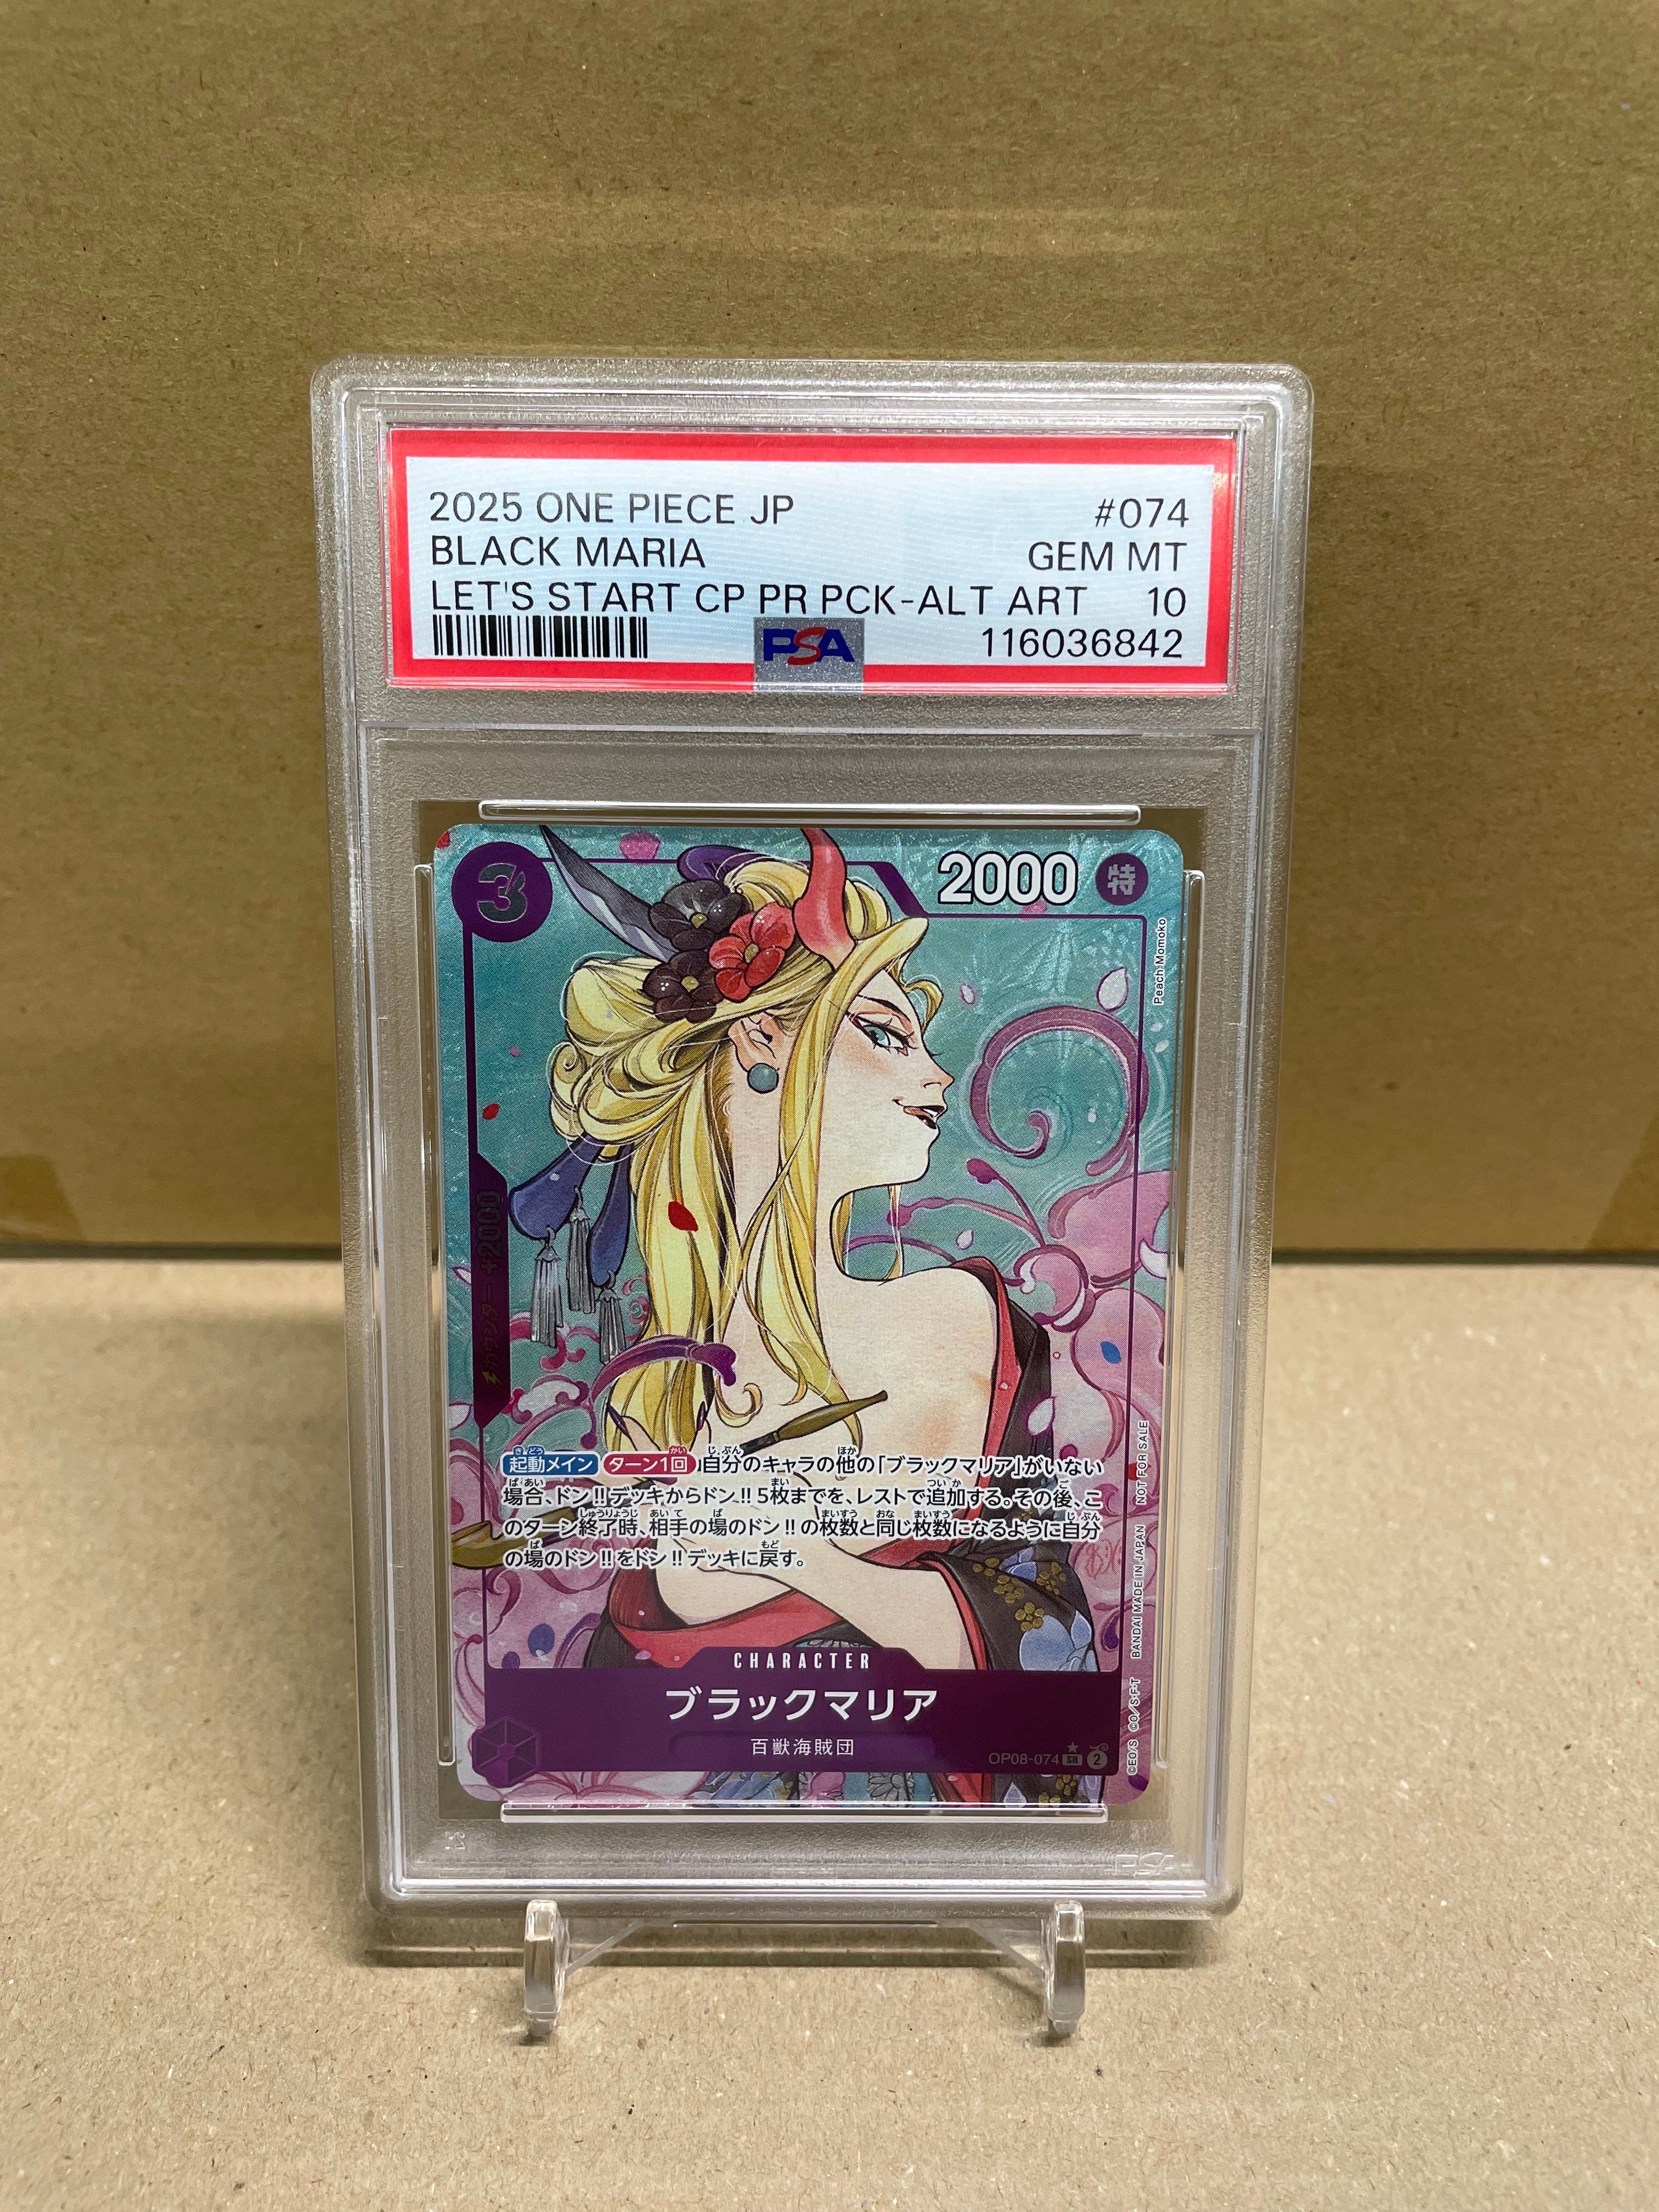 2025 ONE PIECE JP #074
BLACK MARIA GEM MT
LET'S START CP PR PCK-ALT ART 10
PSA 116036842
3 2000 特
Peach Momoko
カウンター +2000
起動メイン ターン1回 自分のキャラの他の「ブラックマリア」がいない
場合、ドン!!デッキからドン!!5枚までを、レストで追加する。その後、こ
のターン終了時、相手の場のドン!!の枚数と同じ枚数になるように自分
の場のドン!!をドン!!デッキに戻す。
CHARACTER
ブラックマリア
百獣海賊団
OP08-074 SR 2
©EO/S ©O/S・F・T BANDAI MADE IN JAPAN NOT FOR SALE
PSA